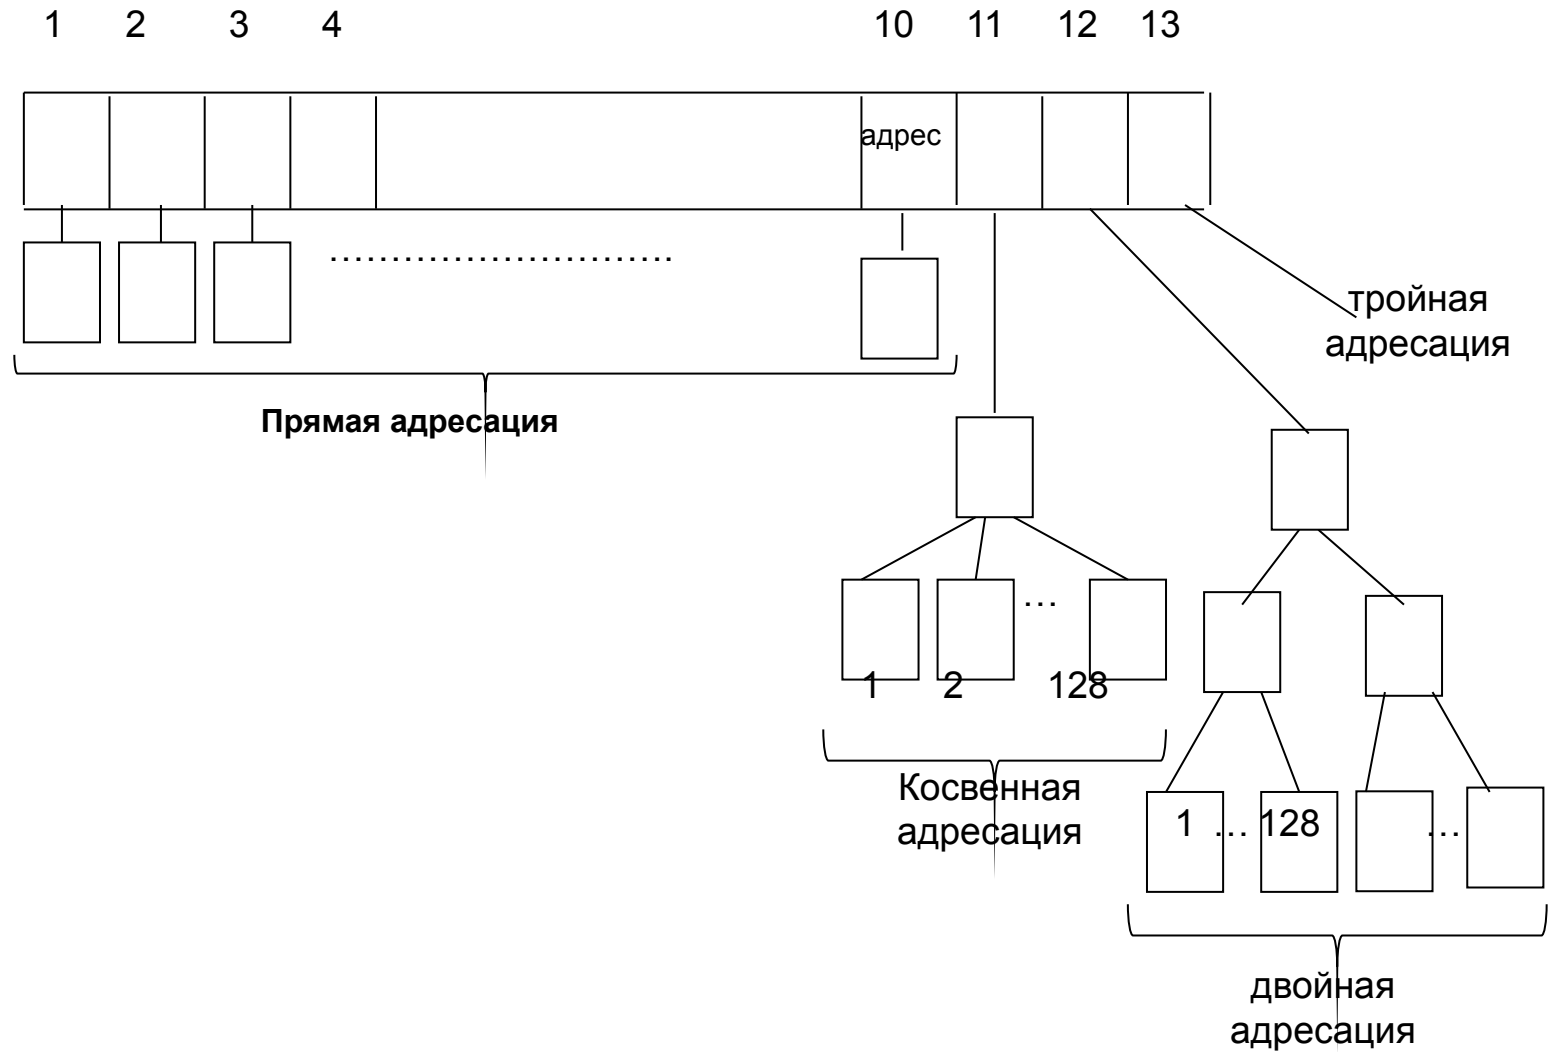 1 2 3 4 10 11 12 13
адрес
...........................
тройная
адресация
Прямая адресация
...
1 2 128
Косвенная
адресация
1 ... 128 ...
двойная
адресация